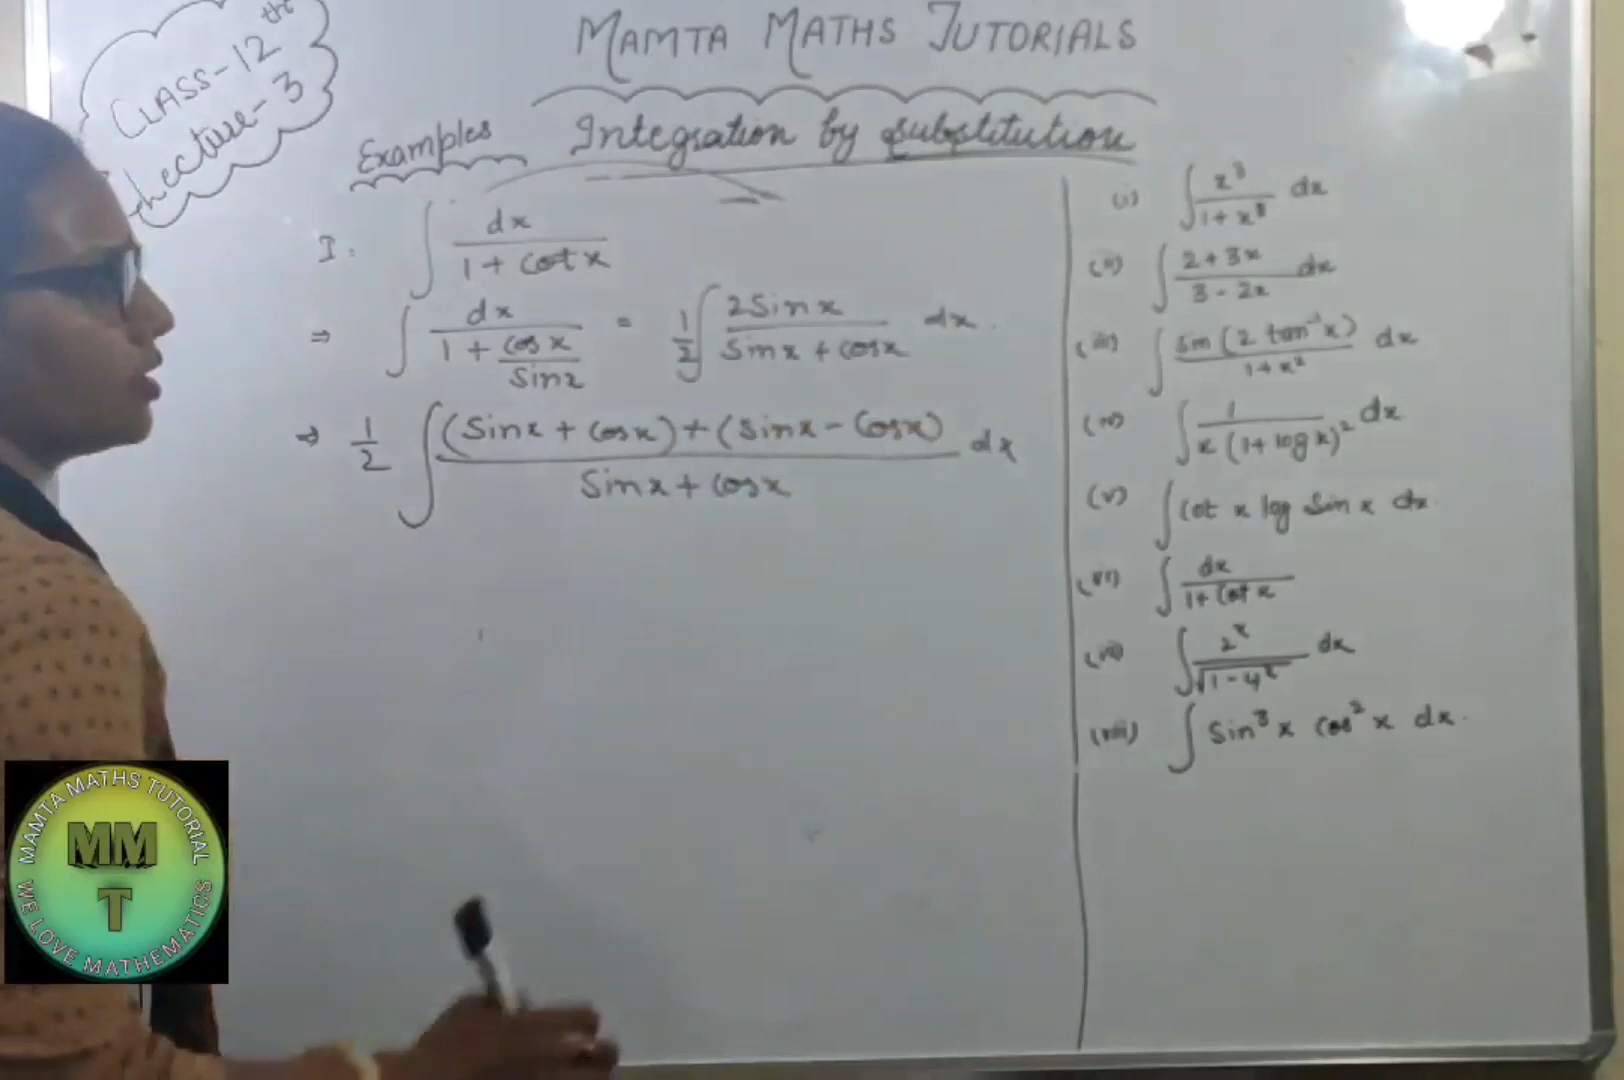 CLASS-12th
Lecture-3
MAMTA MATHS TUTORIALS
Examples Integration by substitution
I = ∫ dx / (1 + cot x)
⇒ ∫ dx / (1 + cos x / sin x) = 1/2 ∫ 2 sin x / (sin x + cos x) dx.
⇒ 1/2 ∫ ((sin x + cos x) + (sin x - cos x)) / (sin x + cos x) dx
(i) ∫ x³ / (1 + x⁸) dx
(ii) ∫ (2 + 3x) / (3 - 2x) dx
(iii) ∫ sin (2 tan⁻¹ x) / (1 + x²) dx
(iv) ∫ 1 / (x (1 + log x)²) dx
(v) ∫ cot x log sin x dx.
(vi) ∫ dx / (1 + cot x)
(vii) ∫ 2ˣ / √(1 - 4ˣ) dx
(viii) ∫ sin³ x cos² x dx.
MAMTA MATHS TUTORIAL
MM
T
WE LOVE MATHEMATICS